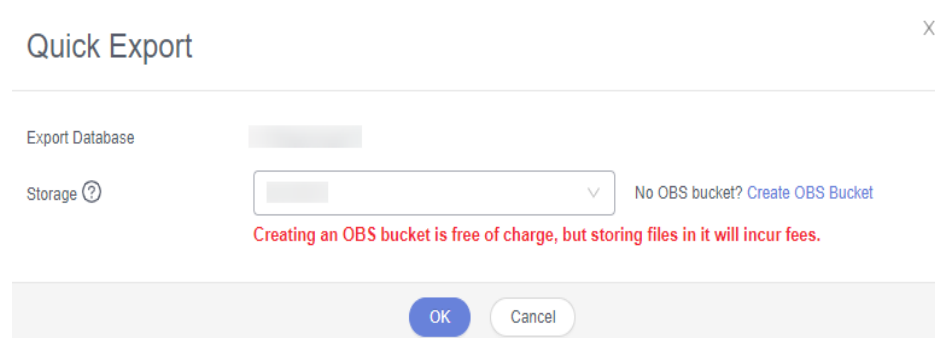 X
Quick Export
Export Database
Storage ? No OBS bucket? Create OBS Bucket
Creating an OBS bucket is free of charge, but storing files in it will incur fees.
OK Cancel